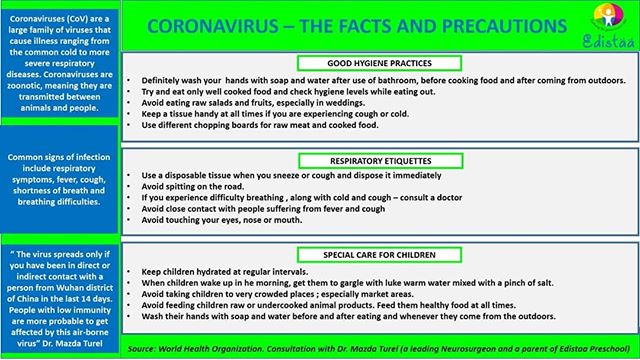 CORONAVIRUS – THE FACTS AND PRECAUTIONS
Edistaa
Coronaviruses (CoV) are a
large family of viruses that
cause illness ranging from
the common cold to more
severe respiratory
diseases. Coronaviruses are
zoonotic, meaning they are
transmitted between
animals and people.
Common signs of infection
include respiratory
symptoms, fever, cough,
shortness of breath and
breathing difficulties.
“ The virus spreads only if
you have been in direct or
indirect contact with a
person from Wuhan district
of China in the last 14 days.
People with low immunity
are more probable to get
affected by this air-borne
virus” Dr. Mazda Turel
GOOD HYGIENE PRACTICES
• Definitely wash your hands with soap and water after use of bathroom, before cooking food and after coming from outdoors.
• Try and eat only well cooked food and check hygiene levels while eating out.
• Avoid eating raw salads and fruits, especially in weddings.
• Keep a tissue handy at all times if you are experiencing cough or cold.
• Use different chopping boards for raw meat and cooked food.
RESPIRATORY ETIQUETTES
• Use a disposable tissue when you sneeze or cough and dispose it immediately
• Avoid spitting on the road.
• If you experience difficulty breathing , along with cold and cough – consult a doctor
• Avoid close contact with people suffering from fever and cough
• Avoid touching your eyes, nose or mouth.
SPECIAL CARE FOR CHILDREN
• Keep children hydrated at regular intervals.
• When children wake up in he morning, get them to gargle with luke warm water mixed with a pinch of salt.
• Avoid taking children to very crowded places ; especially market areas.
• Avoid feeding children raw or undercooked animal products. Feed them healthy food at all times.
• Wash their hands with soap and water before and after eating and whenever they come from the outdoors.
Source: World Health Organization. Consultation with Dr. Mazda Turel (a leading Neurosurgeon and a parent of Edistaa Preschool)